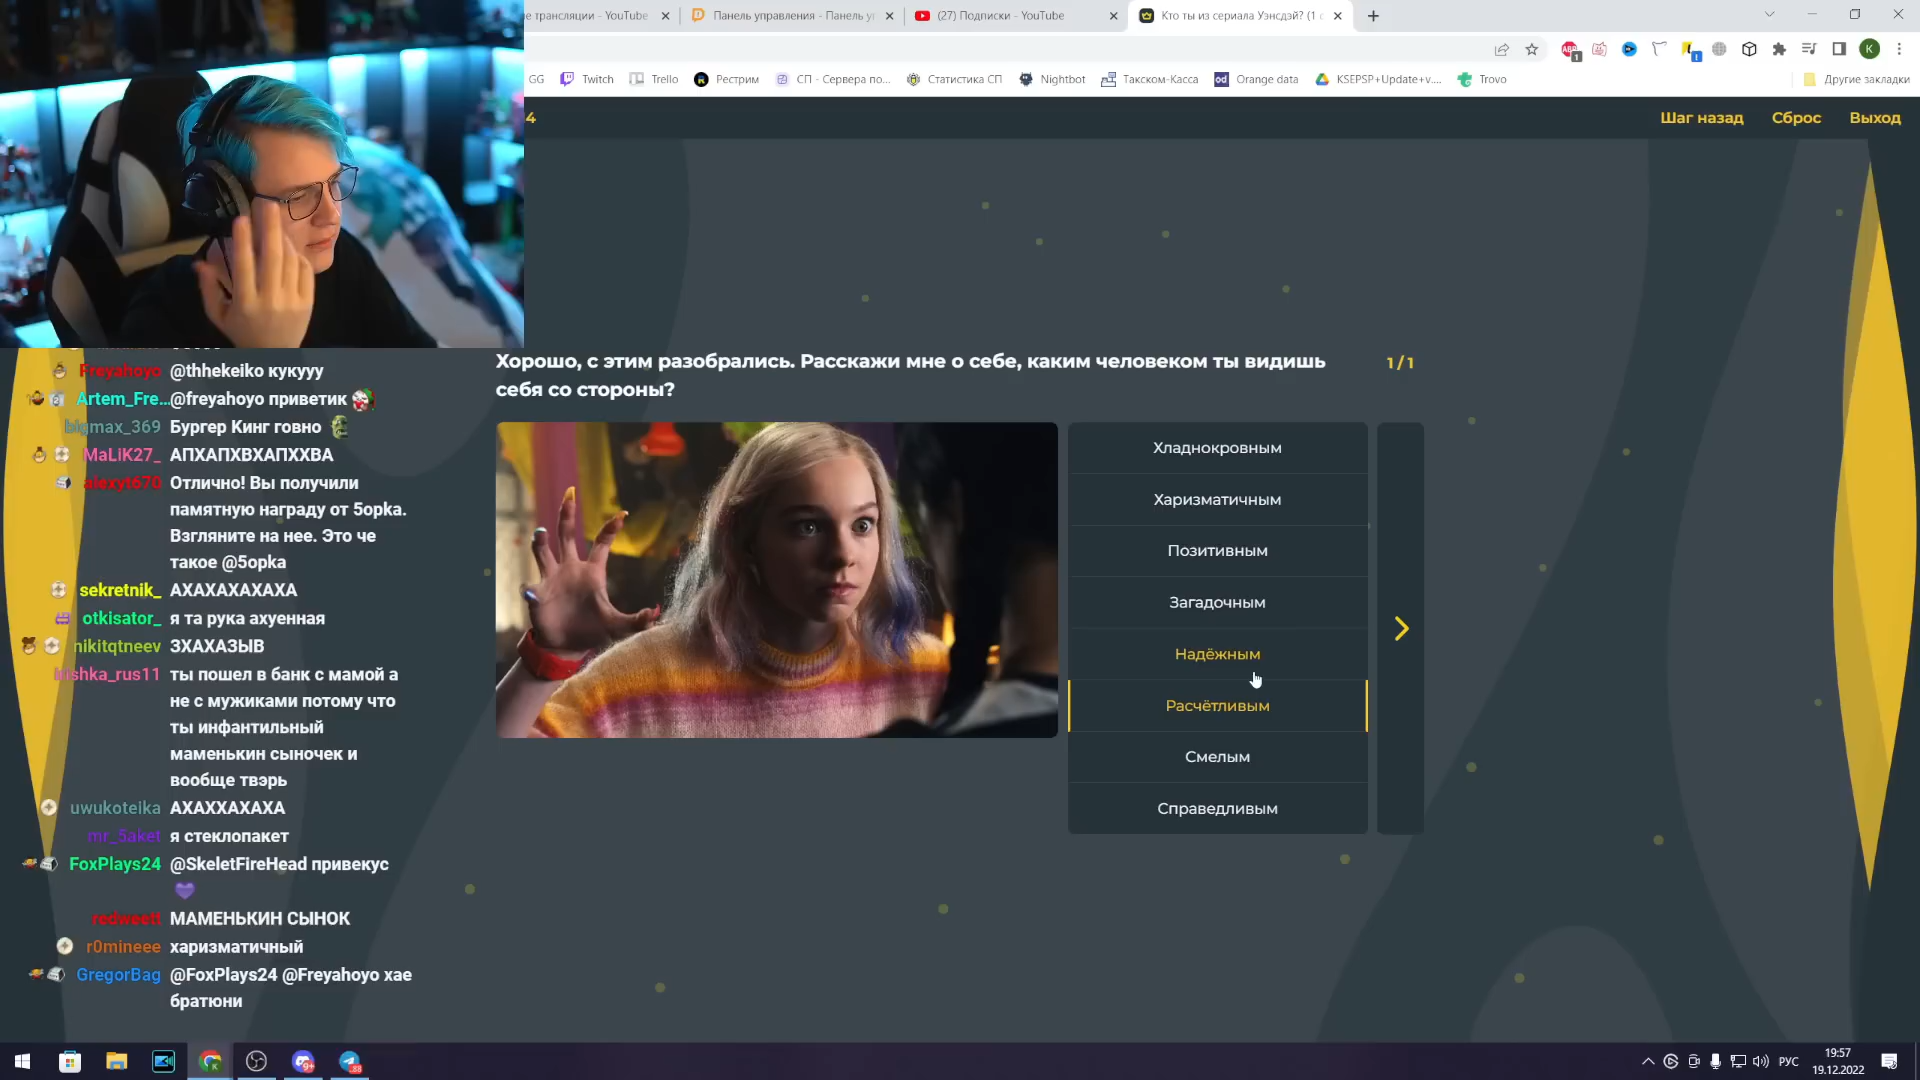 е трансляции - YouTube
Панель управления - Панель у
(27) Подписки - YouTube
Кто ты из сериала Уэнсдэй? (1
GG
Twitch
Trello
Рестрим
СП - Сервера по...
Статистика СП
Nightbot
Такском-Касса
Orange data
KSEPSP+Update+v....
Trovo
Другие закладки
4
Шаг назад
Сброс
Выход
Хорошо, с этим разобрались. Расскажи мне о себе, каким человеком ты видишь
себя со стороны?
1 / 1
Хладнокровным
Харизматичным
Позитивным
Загадочным
Надёжным
Расчётливым
Смелым
Справедливым
Freyahoyo @thhekeiko кукууу
Artem_Fre... @freyahoyo приветик
bigmax_369 Бургер Кинг говно
MaLiK27_ АПХАПХВХАПХХВА
alexyt670 Отлично! Вы получили
памятную награду от 5opka.
Взгляните на нее. Это че
такое @5opka
sekretnik_ АХАХАХАХАХА
otkisator_ я та рука ахуенная
nikitqtneev ЗХАХАЗЫВ
ты пошел в банк с мамой а
не с мужиками потому что
ты инфантильный
маменькин сыночек и
вообще твэрь
uwukoteika АХАХХАХАХА
mr_5aket я стеклопакет
FoxPlays24 @SkeletFireHead привекус
redweett МАМЕНЬКИН СЫНОК
r0mineee харизматичный
GregorBag @FoxPlays24 @Freyahoyo хае
братюни
РУС
19:57
19.12.2022